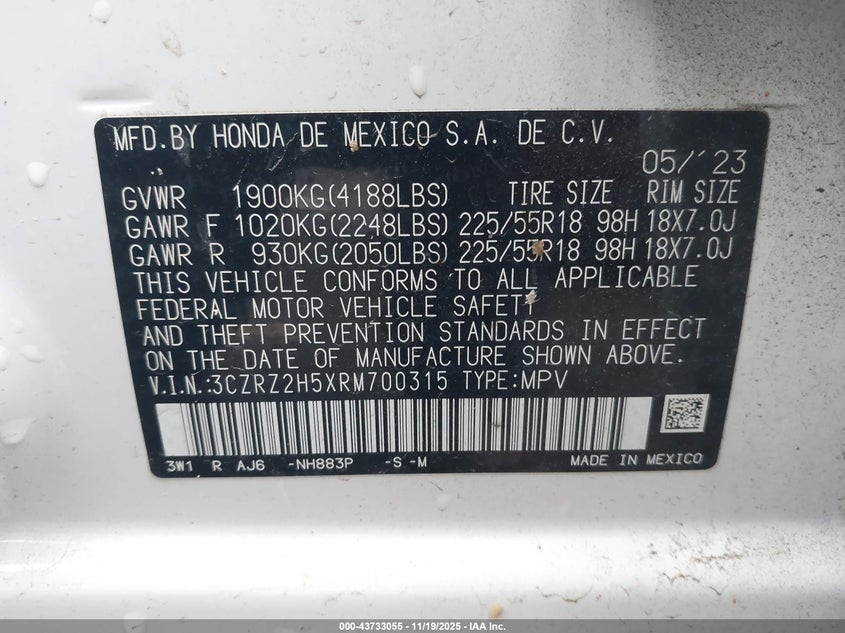 MFD.BY HONDA DE MEXICO S.A. DE C.V.
05/'23
GVWR 1900KG(4188LBS) TIRE SIZE RIM SIZE
GAWR F 1020KG(2248LBS) 225/55R18 98H 18X7.0J
GAWR R 930KG(2050LBS) 225/55R18 98H 18X7.0J
THIS VEHICLE CONFORMS TO ALL APPLICABLE
FEDERAL MOTOR VEHICLE SAFETY
AND THEFT PREVENTION STANDARDS IN EFFECT
ON THE DATE OF MANUFACTURE SHOWN ABOVE.
V.I.N.:3CZRZ2H5XRM700315 TYPE:MPV
3W1 R AJ6 -NH883P -S -M MADE IN MEXICO
000-43733055 - 11/19/2025 - IAA Inc.